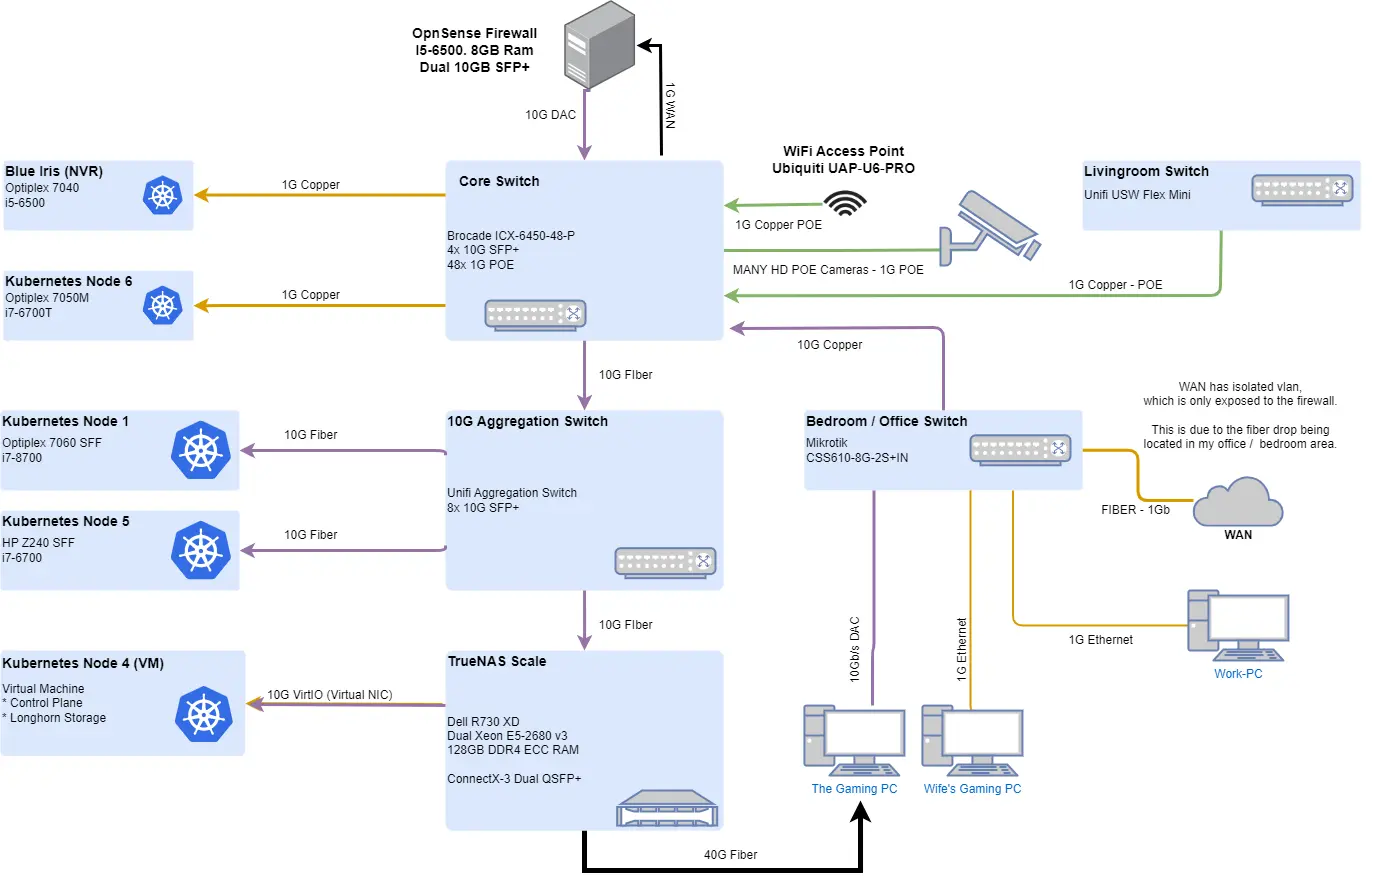 OpnSense Firewall
I5-6500. 8GB Ram
Dual 10GB SFP+
10G DAC
1G WAN
Blue Iris (NVR)
Optiplex 7040
i5-6500
1G Copper
Core Switch
Brocade ICX-6450-48-P
4x 10G SFP+
48x 1G POE
WiFi Access Point
Ubiquiti UAP-U6-PRO
1G Copper POE
MANY HD POE Cameras - 1G POE
Livingroom Switch
Unifi USW Flex Mini
1G Copper - POE
Kubernetes Node 6
Optiplex 7050M
i7-6700T
1G Copper
10G Copper
10G FIber
Kubernetes Node 1
Optiplex 7060 SFF
i7-8700
10G Fiber
10G Aggregation Switch
Unifi Aggregation Switch
8x 10G SFP+
Bedroom / Office Switch
Mikrotik
CSS610-8G-2S+IN
WAN has isolated vlan,
which is only exposed to the firewall.
This is due to the fiber drop being
located in my office /  bedroom area.
FIBER - 1Gb
WAN
Kubernetes Node 5
HP Z240 SFF
i7-6700
10G Fiber
10G FIber
10Gb/s DAC
1G Ethernet
1G Ethernet
Work-PC
Kubernetes Node 4 (VM)
Virtual Machine
* Control Plane
* Longhorn Storage
10G VirtIO (Virtual NIC)
TrueNAS Scale
Dell R730 XD
Dual Xeon E5-2680 v3
128GB DDR4 ECC RAM
ConnectX-3 Dual QSFP+
The Gaming PC
Wife's Gaming PC
40G Fiber